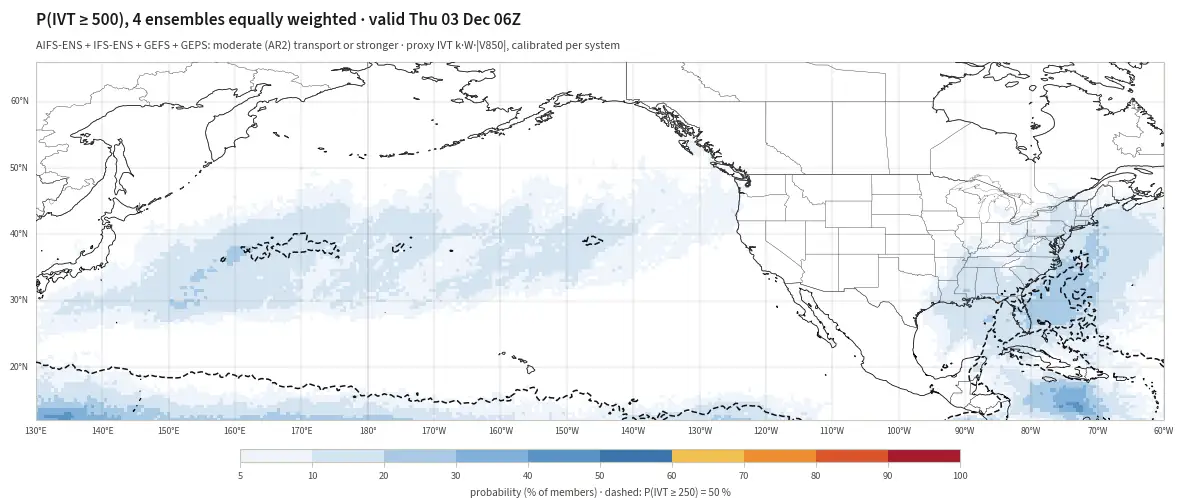 P(IVT ≥ 500), 4 ensembles equally weighted · valid Thu 03 Dec 06Z
AIFS-ENS + IFS-ENS + GEFS + GEPS: moderate (AR2) transport or stronger · proxy IVT k·W·|V850|, calibrated per system
60°N
50°N
40°N
30°N
20°N
130°E 140°E 150°E 160°E 170°E 180° 170°W 160°W 150°W 140°W 130°W 120°W 110°W 100°W 90°W 80°W 70°W 60°W
5 10 20 30 40 50 60 70 80 90 100
probability (% of members) · dashed: P(IVT ≥ 250) = 50 %